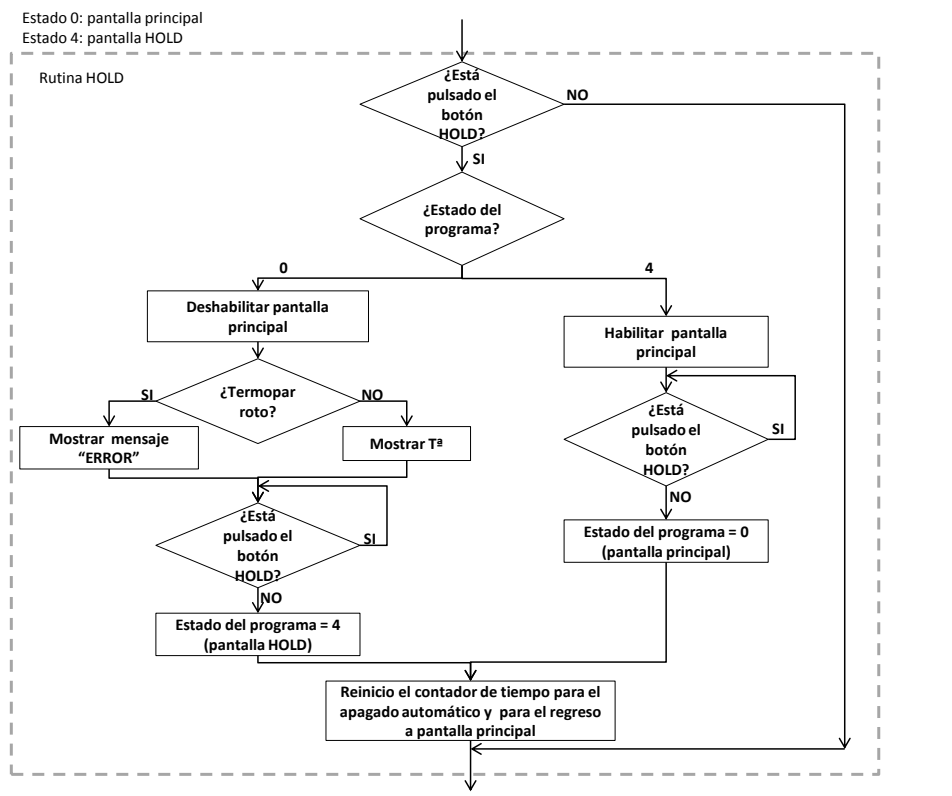 Estado 0: pantalla principal
Estado 4: pantalla HOLD
Rutina HOLD
¿Está
pulsado el
botón
HOLD?
NO
SI
¿Estado del
programa?
0
4
Deshabilitar pantalla
principal
Habilitar pantalla
principal
¿Termopar
roto?
SI
NO
Mostrar mensaje
“ERROR”
Mostrar Tª
¿Está
pulsado el
botón
HOLD?
SI
NO
Estado del programa = 0
(pantalla principal)
¿Está
pulsado el
botón
HOLD?
SI
NO
Estado del programa = 4
(pantalla HOLD)
Reinicio el contador de tiempo para el
apagado automático y para el regreso
a pantalla principal